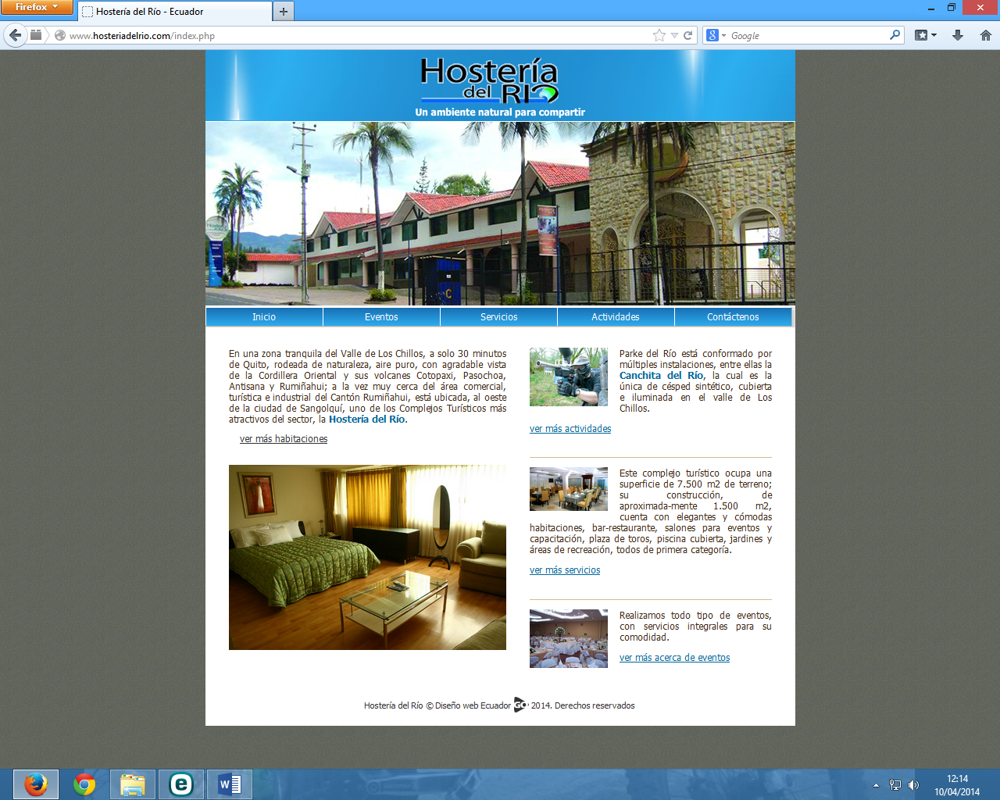 Firefox
Hostería del Río - Ecuador
www.hosteriadelrio.com/index.php
Google
Hostería
del RIO
Un ambiente natural para compartir
Inicio Eventos Servicios Actividades Contáctenos
En una zona tranquila del Valle de Los Chillos, a solo 30 minutos
de Quito, rodeada de naturaleza, aire puro, con agradable vista
de la Cordillera Oriental y sus volcanes Cotopaxi, Pasochoa,
Antisana y Rumiñahui; a la vez muy cerca del área comercial,
turística e industrial del Cantón Rumiñahui, está ubicada, al oeste
de la ciudad de Sangolquí, uno de los Complejos Turísticos más
atractivos del sector, la Hostería del Río.
ver más habitaciones
Parke del Río está conformado por
múltiples instalaciones, entre ellas la
Canchita del Río, la cual es la
única de césped sintético, cubierta
e iluminada en el valle de Los
Chillos.
ver más actividades
Este complejo turístico ocupa una
superficie de 7.500 m2 de terreno;
su construcción, de
aproximada-mente 1.500 m2,
cuenta con elegantes y cómodas
habitaciones, bar-restaurante, salones para eventos y
capacitación, plaza de toros, piscina cubierta, jardines y
áreas de recreación, todos de primera categoría.
ver más servicios
Realizamos todo tipo de eventos,
con servicios integrales para su
comodidad.
ver más acerca de eventos
Hostería del Río © Diseño web Ecuador GO 2014. Derechos reservados
12:14
10/04/2014